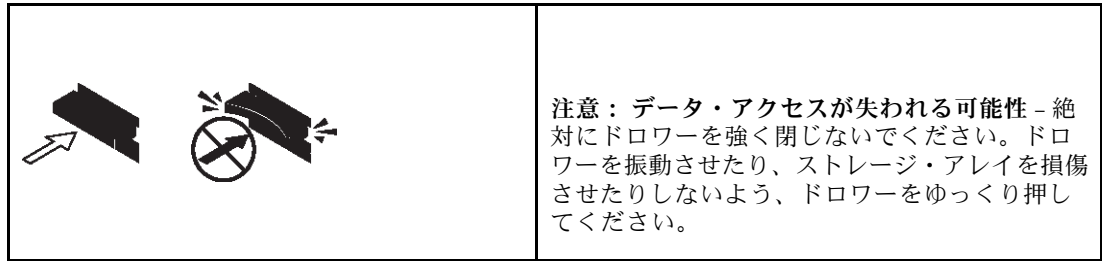 注意： データ・アクセスが失われる可能性 – 絶
対にドロワーを強く閉じないでください。ドロ
ワーを振動させたり、ストレージ・アレイを損傷
させたりしないよう、ドロワーをゆっくり押し
てください。